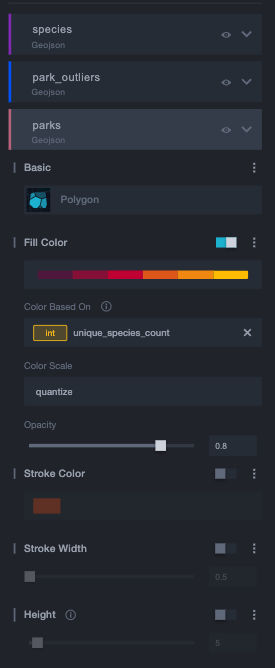 species
Geojson
park_outliers
Geojson
parks
Geojson
Basic
Polygon
Fill Color
Color Based On
int unique_species_count
Color Scale
quantize
Opacity
0.8
Stroke Color
Stroke Width
0.5
Height
5